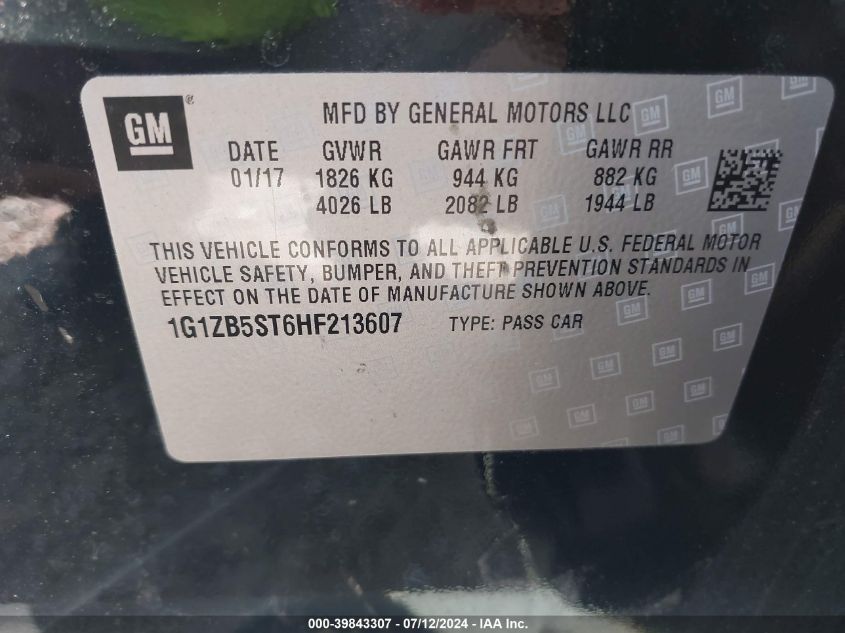 GM ®
MFD BY GENERAL MOTORS LLC
DATE GVWR GAWR FRT GAWR RR
01/17 1826 KG 944 KG 882 KG
4026 LB 2082 LB 1944 LB
THIS VEHICLE CONFORMS TO ALL APPLICABLE U.S. FEDERAL MOTOR
VEHICLE SAFETY, BUMPER, AND THEFT PREVENTION STANDARDS IN
EFFECT ON THE DATE OF MANUFACTURE SHOWN ABOVE.
1G1ZB5ST6HF213607 TYPE: PASS CAR
000-39843307 - 07/12/2024 - IAA Inc.